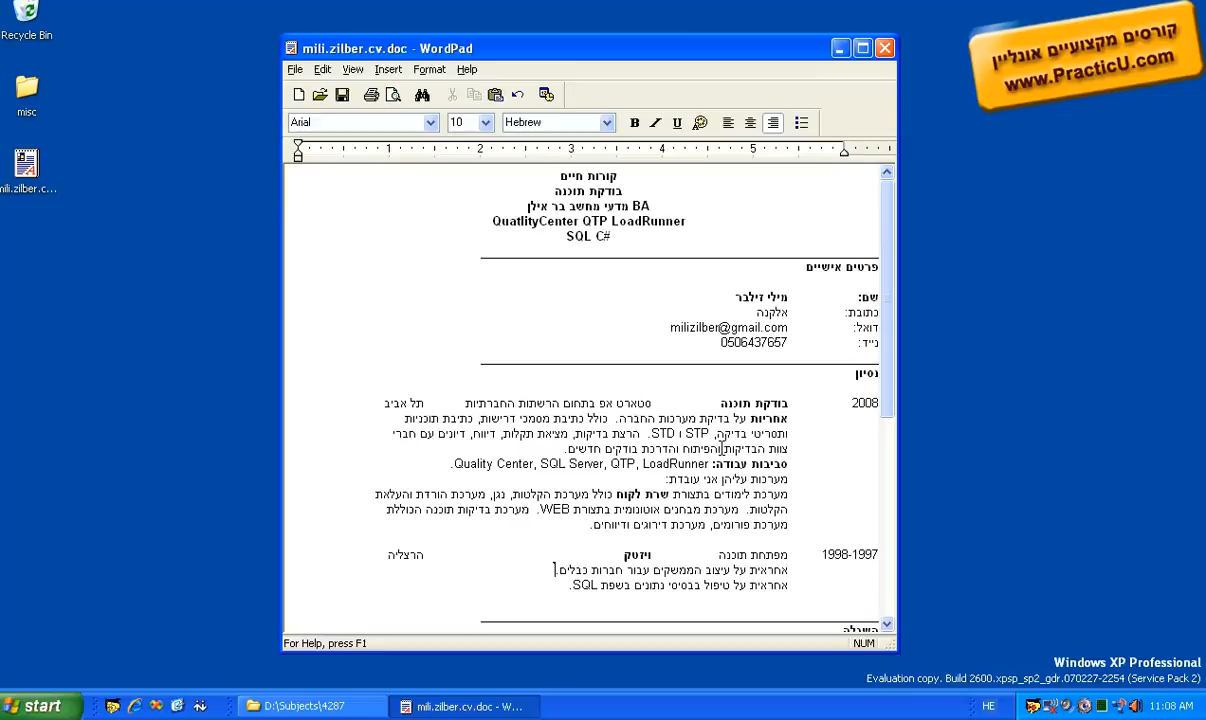 Recycle Bin
misc
mili.zilber.c...
קורסים מקצועיים אונליין
www.PracticU.com
mili.zilber.cv.doc - WordPad
File Edit View Insert Format Help
Arial 10 Hebrew
1 2 3 4 5
קורות חיים
בודקת תוכנה
BA מדעי מחשב בר אילן
QuatlityCenter QTP LoadRunner
SQL C#
פרטים אישיים
שם: מילי זילבר
כתובת: אלקנה
דואל: milizilber@gmail.com
נייד: 0506437657
נסיון
2008 בודקת תוכנה סטארט אפ בתחום הרשתות החברתיות תל אביב
אחריות על בדיקת מערכות החברה. כולל כתיבת מסמכי דרישות, כתיבת תוכניות
ותסריטי בדיקה, STP ו STD. הרצת בדיקות, מציאת תקלות, דיווח, דיונים עם חברי
צוות הבדיקות והפיתוח והדרכת בודקים חדשים.
סביבות עבודה: Quality Center, SQL Server, QTP, LoadRunner.
מערכות עליהן אני עובדת:
מערכת לימודים בתצורת שרת לקוח כולל מערכת הקלטות, נגן, מערכת הורדת והעלאת
הקלטות. מערכת מבחנים אוטונומית בתצורת WEB. מערכת בדיקות תוכנה הכוללת
מערכת פורומים, מערכת דירוגים ודיווחים.
1998-1997 מפתחת תוכנה ויזטק הרצליה
אחראית על עיצוב הממשקים עבור חברות כבלים.
אחראית על טיפול בבסיסי נתונים בשפת SQL.
השכלה
For Help, press F1 NUM
Windows XP Professional
Evaluation copy. Build 2600.xpsp_sp2_gdr.070227-2254 (Service Pack 2)
start D:\Subjects\4287 mili.zilber.cv.doc - W... HE 11:08 AM